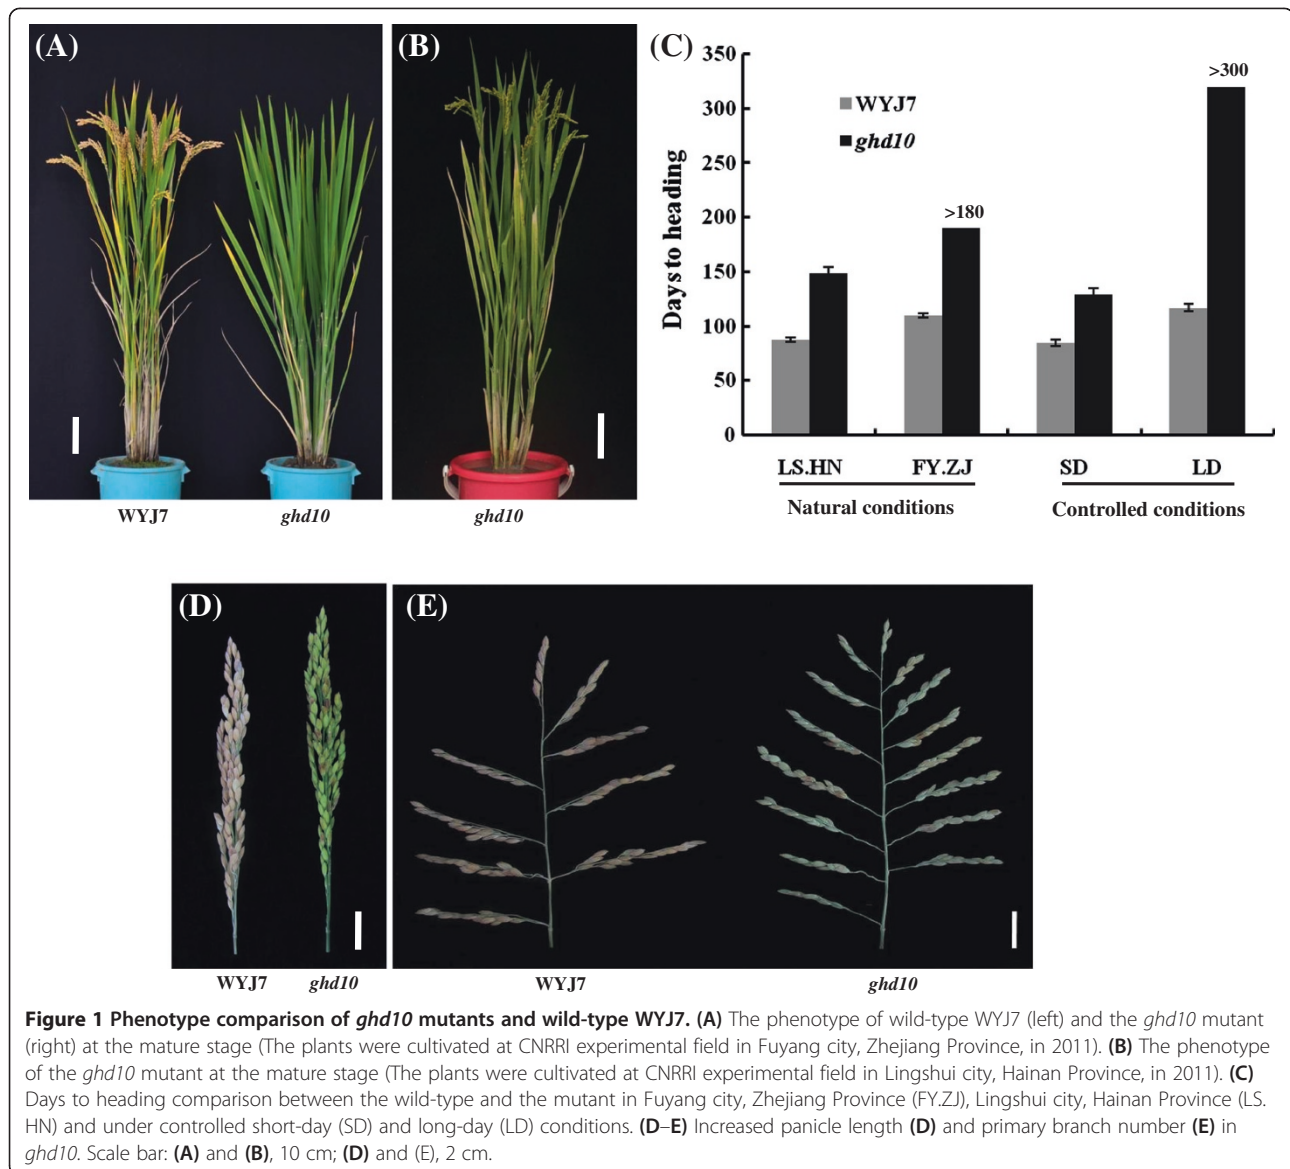 (A)
(B)
(C)
WYJ7
ghd10
ghd10
Days to heading
350
300
250
200
150
100
50
0
WYJ7
ghd10
>180
>300
LS.HN FY.ZJ SD LD
Natural conditions Controlled conditions
(D)
(E)
WYJ7 ghd10
WYJ7 ghd10
Figure 1 Phenotype comparison of ghd10 mutants and wild-type WYJ7. (A) The phenotype of wild-type WYJ7 (left) and the ghd10 mutant
(right) at the mature stage (The plants were cultivated at CNRRI experimental field in Fuyang city, Zhejiang Province, in 2011). (B) The phenotype
of the ghd10 mutant at the mature stage (The plants were cultivated at CNRRI experimental field in Lingshui city, Hainan Province, in 2011). (C)
Days to heading comparison between the wild-type and the mutant in Fuyang city, Zhejiang Province (FY.ZJ), Lingshui city, Hainan Province (LS.
HN) and under controlled short-day (SD) and long-day (LD) conditions. (D–E) Increased panicle length (D) and primary branch number (E) in
ghd10. Scale bar: (A) and (B), 10 cm; (D) and (E), 2 cm.